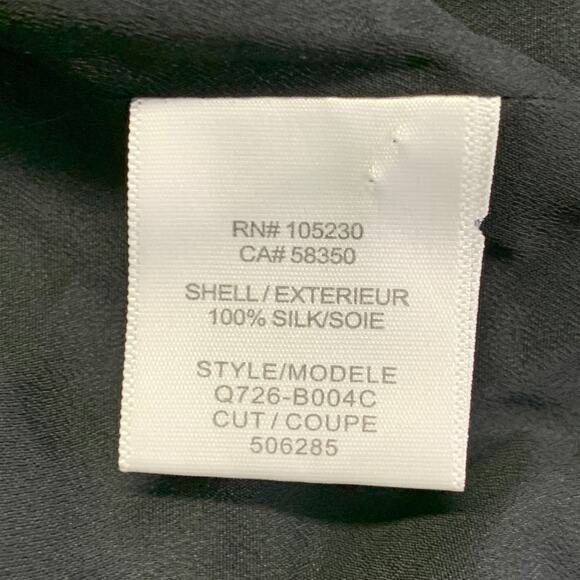 RN# 105230
CA# 58350
SHELL / EXTERIEUR
100% SILK/SOIE
STYLE/MODELE
Q726-B004C
CUT / COUPE
506285